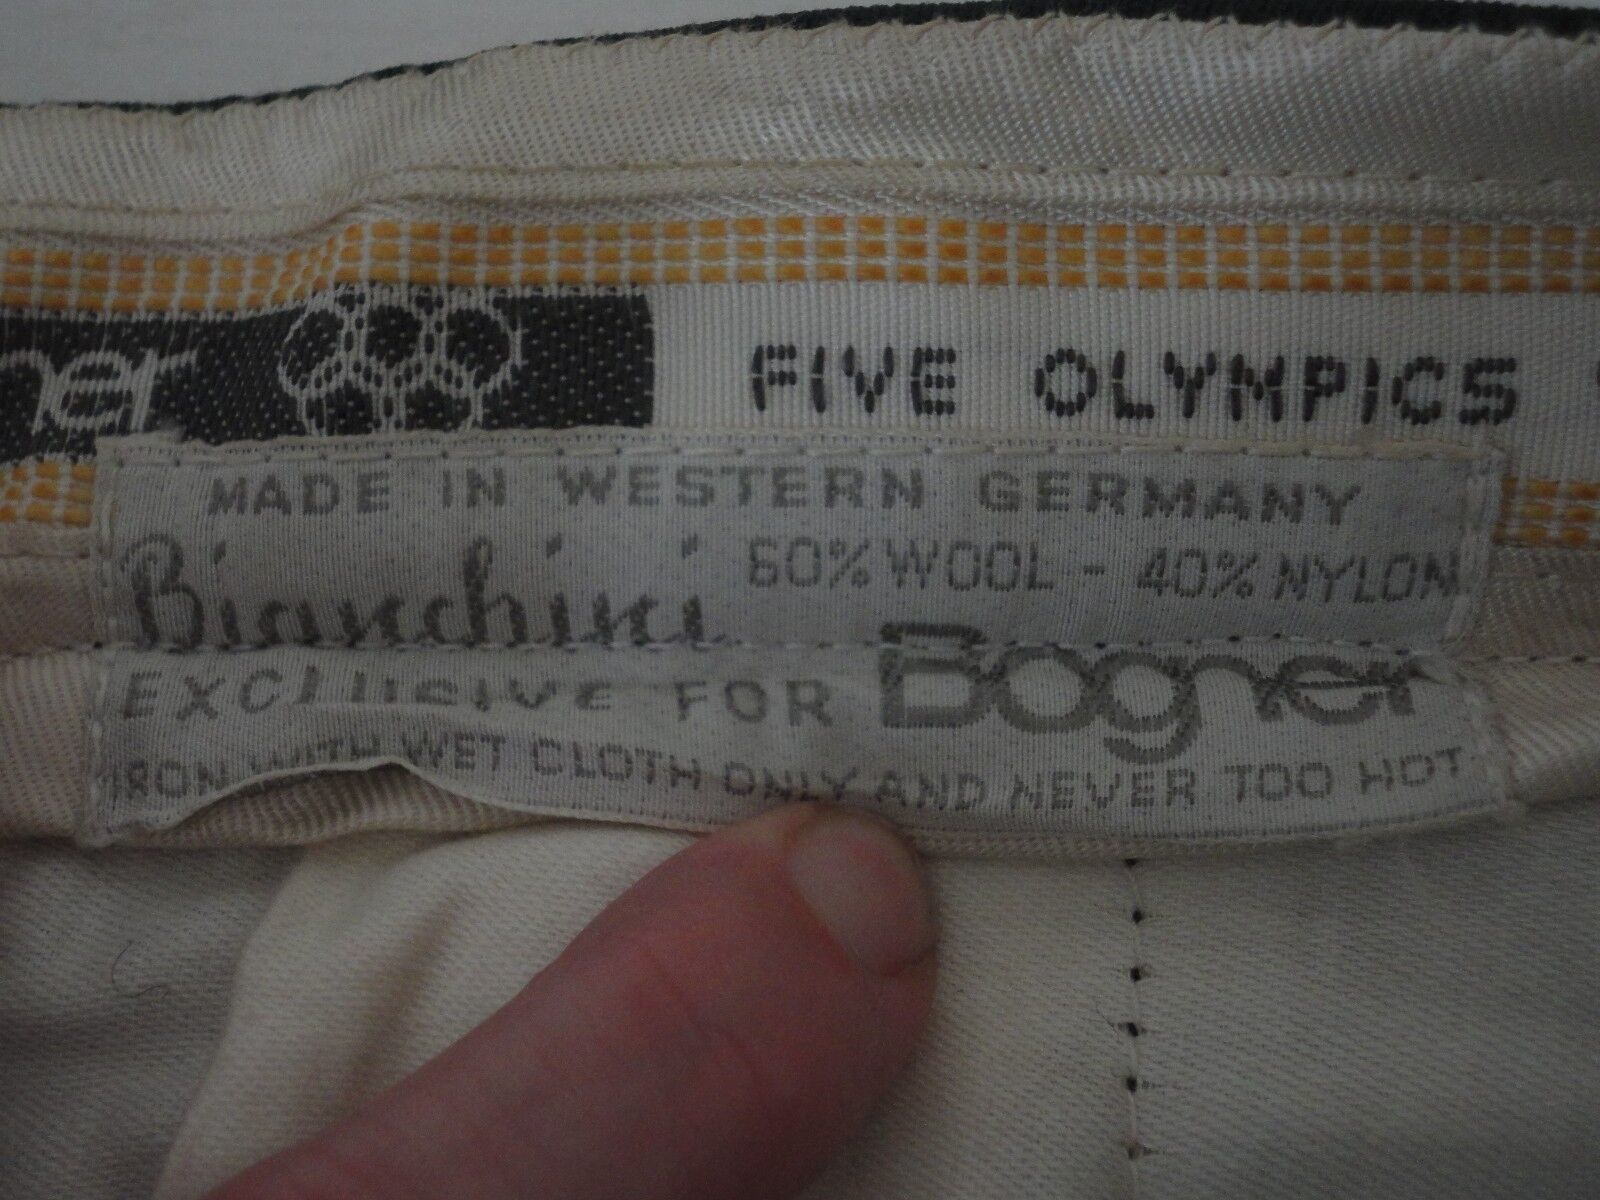 ner FIVE OLYMPICS
MADE IN WESTERN GERMANY
Bianchini 60% WOOL - 40% NYLON
EXCLUSIVE FOR Bogner
IRON WITH WET CLOTH ONLY AND NEVER TOO HOT